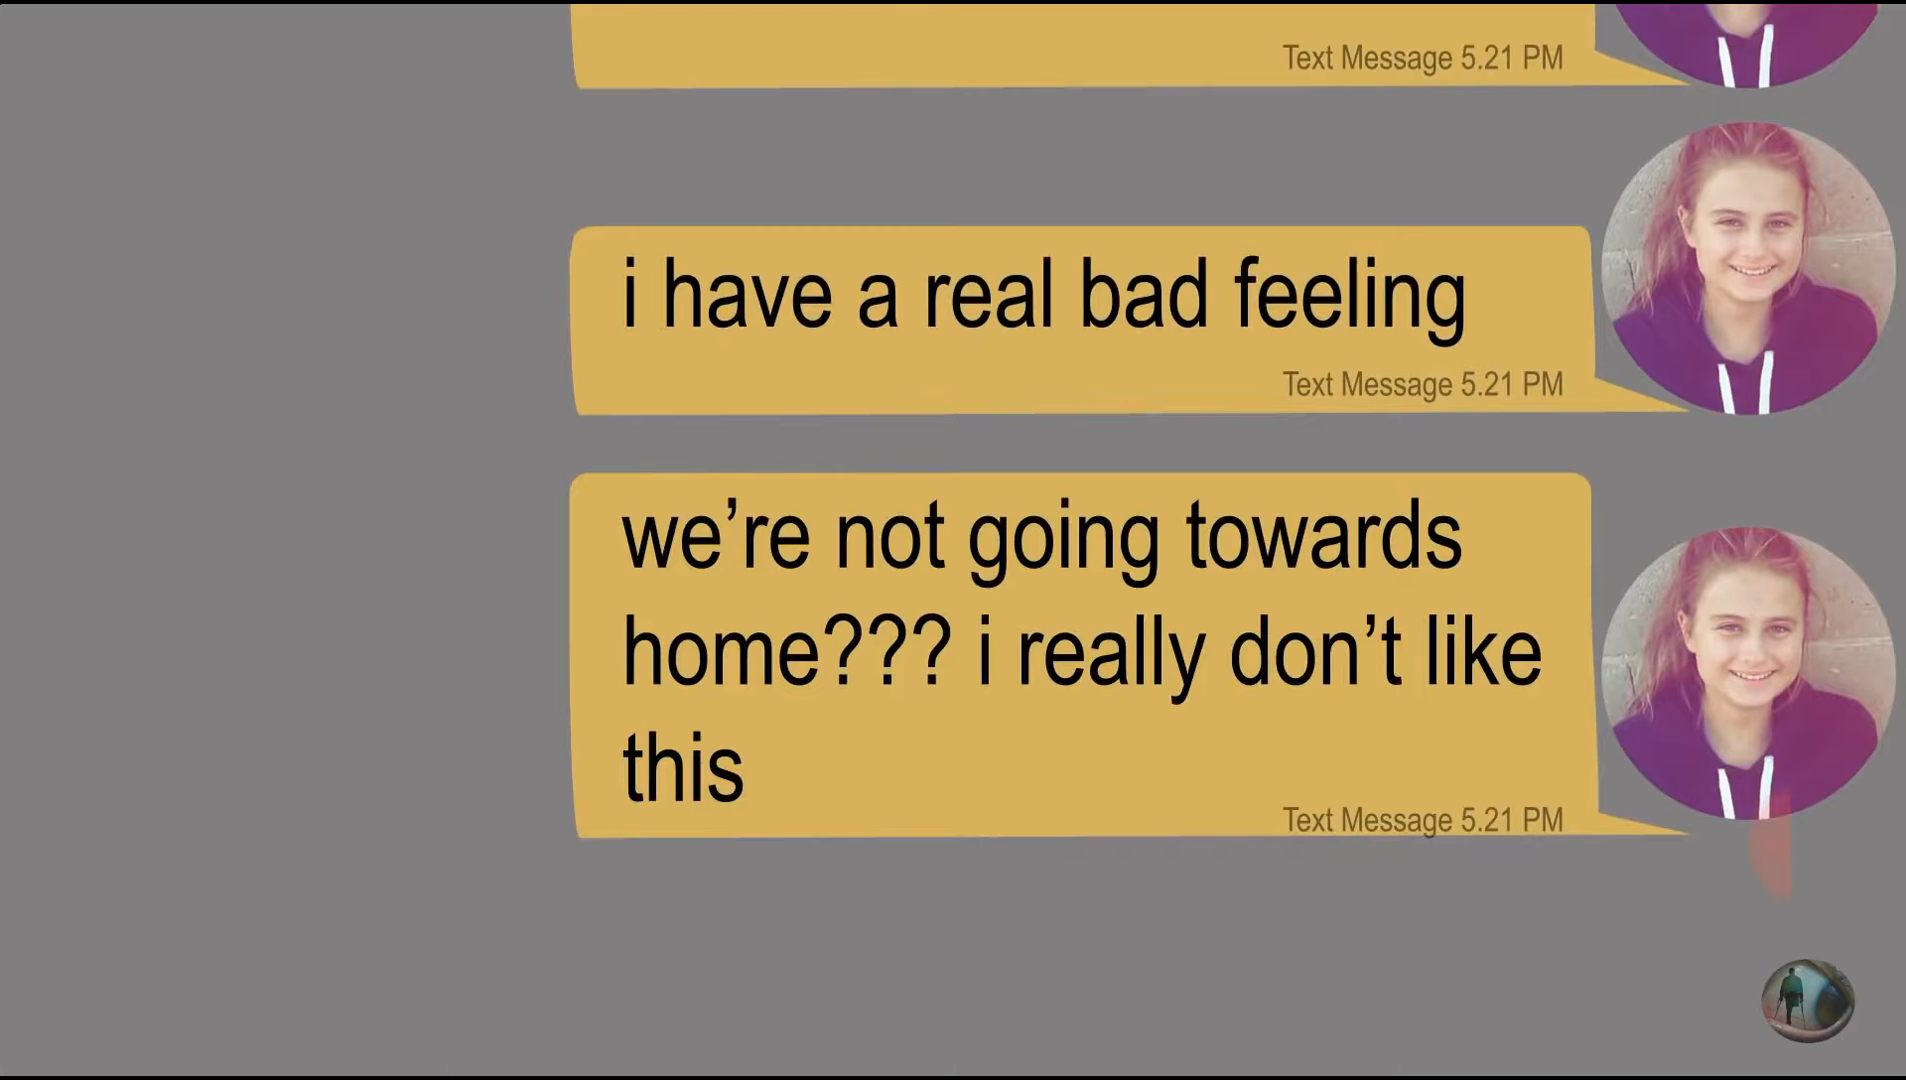 Text Message 5.21 PM
i have a real bad feeling
Text Message 5.21 PM
we’re not going towards
home??? i really don’t like
this
Text Message 5.21 PM